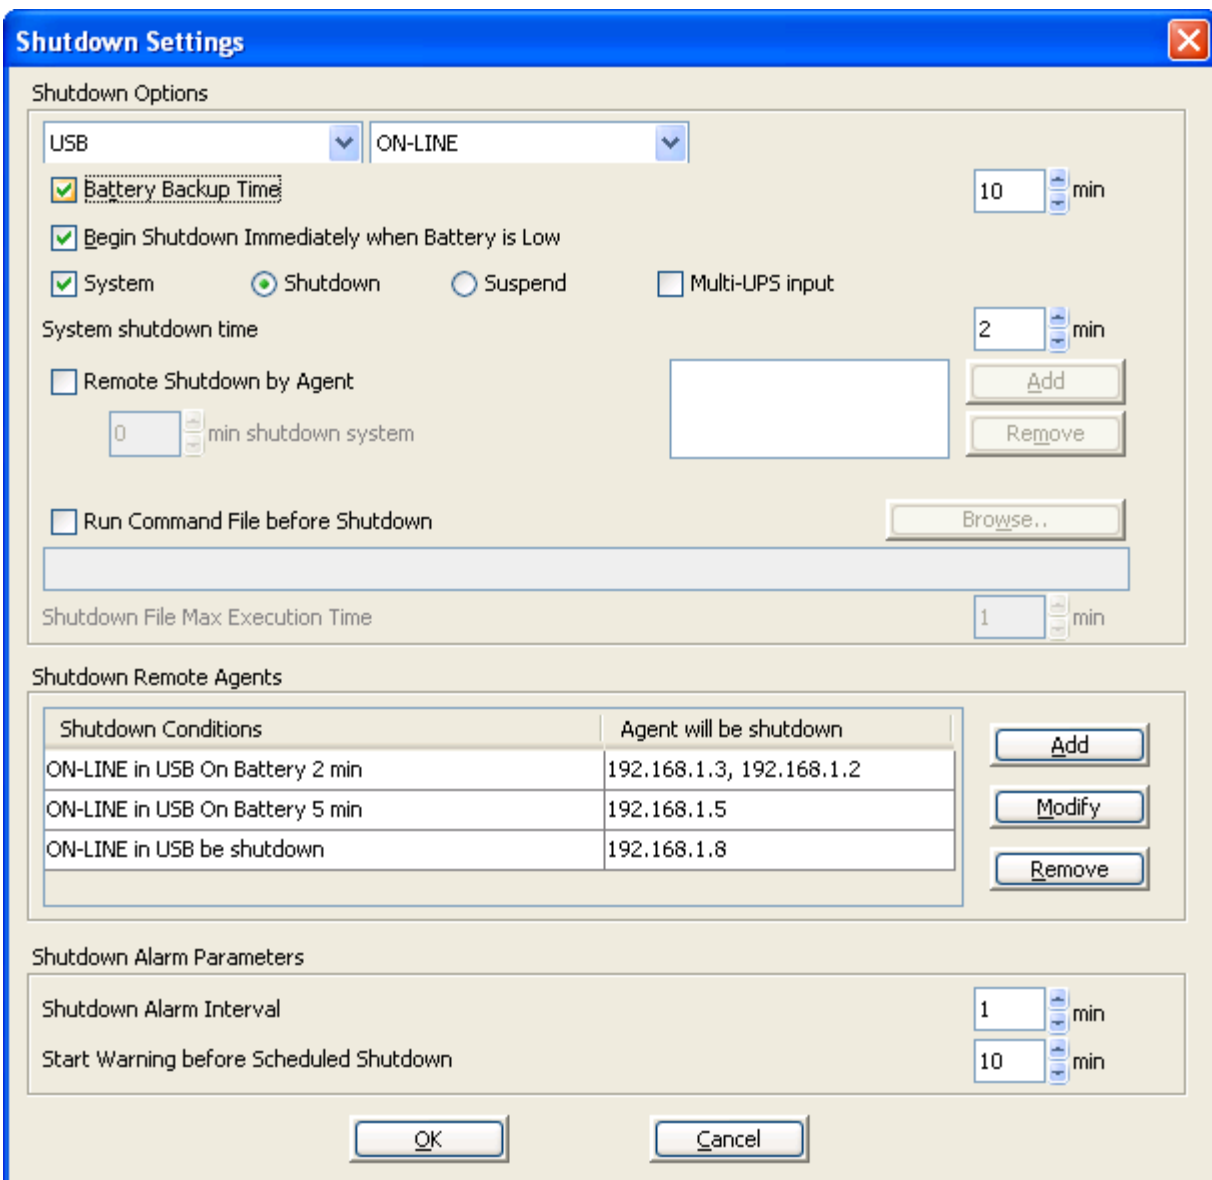 Shutdown Settings
Shutdown Options
USB ON-LINE
Battery Backup Time 10 min
Begin Shutdown Immediately when Battery is Low
System Shutdown Suspend Multi-UPS input
System shutdown time 2 min
Remote Shutdown by Agent Add
0 min shutdown system Remove
Run Command File before Shutdown Browse..
Shutdown File Max Execution Time 1 min
Shutdown Remote Agents
Shutdown Conditions Agent will be shutdown
ON-LINE in USB On Battery 2 min 192.168.1.3, 192.168.1.2
Add
ON-LINE in USB On Battery 5 min 192.168.1.5
Modify
ON-LINE in USB be shutdown 192.168.1.8
Remove
Shutdown Alarm Parameters
Shutdown Alarm Interval 1 min
Start Warning before Scheduled Shutdown 10 min
OK Cancel